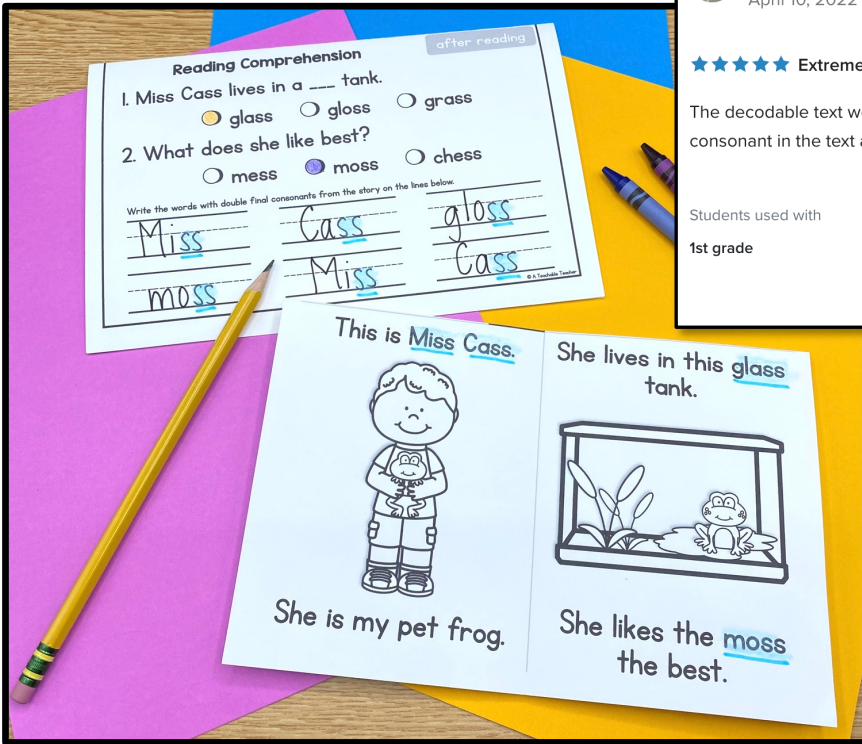 after reading
Reading Comprehension
1. Miss Cass lives in a ___ tank.
glass gloss grass
2. What does she like best?
mess moss chess
Write the words with double final consonants from the story on the lines below.
Miss Cass gloss
moss Miss Cass
© A Teachable Teacher
This is Miss Cass.
She is my pet frog.
She lives in this glass
tank.
She likes the moss
the best.
April 10, 2022
The decodable text
consonant in the text
Students used with
1st grade